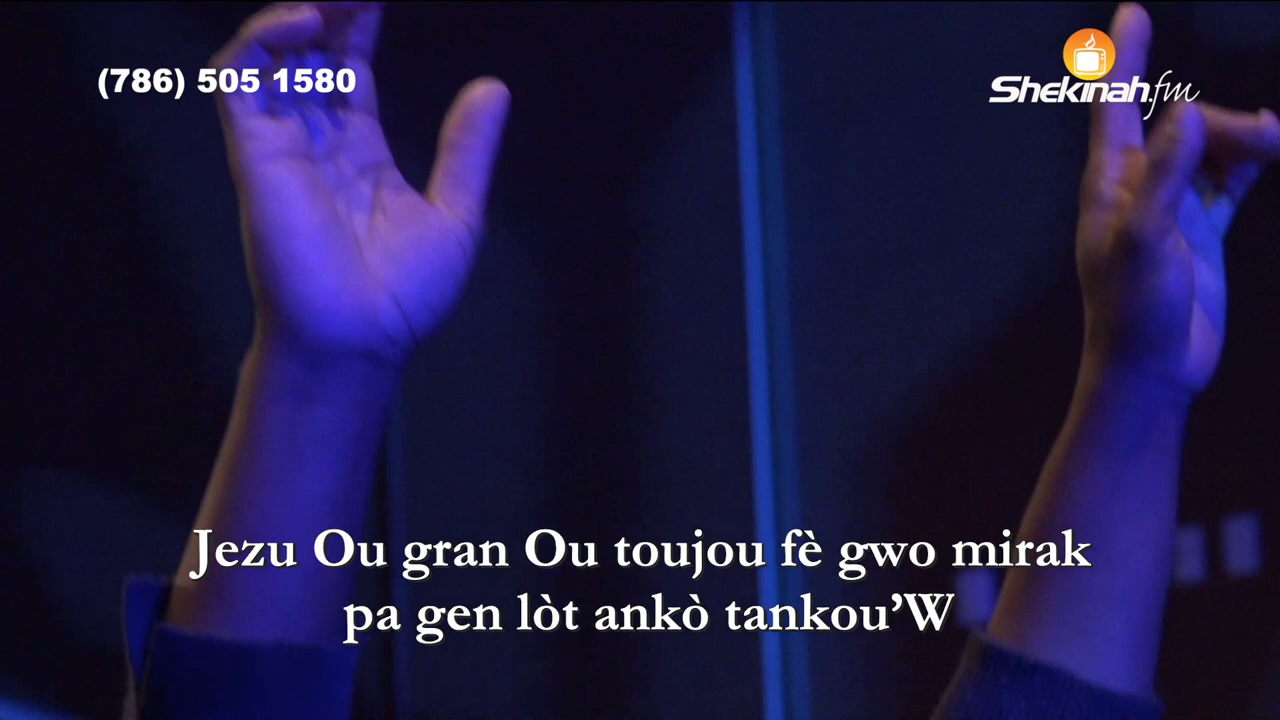 (786) 505 1580
Shekinah.fm
Jezu Ou gran Ou toujou fè gwo mirak
pa gen lòt ankò tankou’W